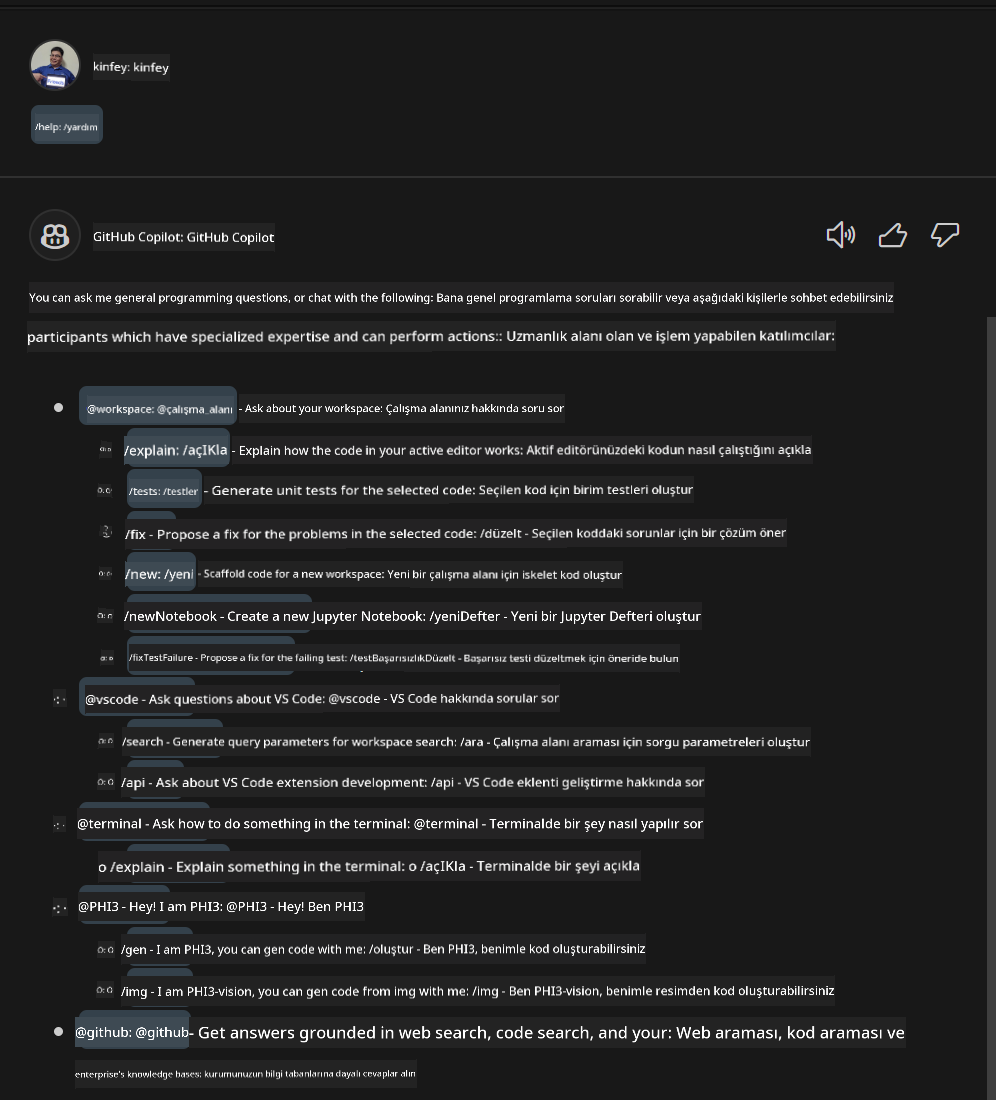 kinfey: kinfey
/help: /yardım
GitHub Copilot: GitHub Copilot
You can ask me general programming questions, or chat with the following: Bana genel programlama soruları sorabilir veya aşağıdaki kişilerle sohbet edebilirsiniz
participants which have specialized expertise and can perform actions:: Uzmanlık alanı olan ve işlem yapabilen katılımcılar:
@workspace: @çalışma_alanı - Ask about your workspace: Çalışma alanınız hakkında soru sor
/explain: /açIKla - Explain how the code in your active editor works: Aktif editörünüzdeki kodun nasıl çalıştığını açıkla
/tests: /testler - Generate unit tests for the selected code: Seçilen kod için birim testleri oluştur
/fix - Propose a fix for the problems in the selected code: /düzelt - Seçilen koddaki sorunlar için bir çözüm öner
/new: /yeni - Scaffold code for a new workspace: Yeni bir çalışma alanı için iskelet kod oluştur
/newNotebook - Create a new Jupyter Notebook: /yeniDefter - Yeni bir Jupyter Defteri oluştur
/fixTestFailure - Propose a fix for the failing test: /testBaşarısızlıkDüzelt - Başarısız testi düzeltmek için öneride bulun
@vscode - Ask questions about VS Code: @vscode - VS Code hakkında sorular sor
/search - Generate query parameters for workspace search: /ara - Çalışma alanı araması için sorgu parametreleri oluştur
/api - Ask about VS Code extension development: /api - VS Code eklenti geliştirme hakkında sor
@terminal - Ask how to do something in the terminal: @terminal - Terminalde bir şey nasıl yapılır sor
o /explain - Explain something in the terminal: o /açIKla - Terminalde bir şeyi açıkla
@PHI3 - Hey! I am PHI3: @PHI3 - Hey! Ben PHI3
/gen - I am PHI3, you can gen code with me: /oluştur - Ben PHI3, benimle kod oluşturabilirsiniz
/img - I am PHI3-vision, you can gen code from img with me: /img - Ben PHI3-vision, benimle resimden kod oluşturabilirsiniz
@github: @github- Get answers grounded in web search, code search, and your: Web araması, kod araması ve
enterprise's knowledge bases: kurumunuzun bilgi tabanlarına dayalı cevaplar alın